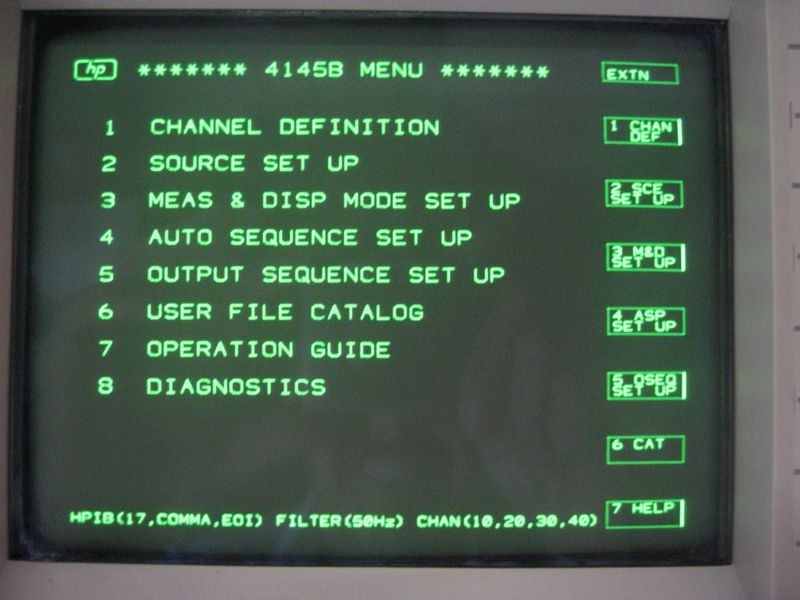 hp ******* 4145B MENU *******
EXTN
1 CHANNEL DEFINITION
2 SOURCE SET UP
3 MEAS & DISP MODE SET UP
4 AUTO SEQUENCE SET UP
5 OUTPUT SEQUENCE SET UP
6 USER FILE CATALOG
7 OPERATION GUIDE
8 DIAGNOSTICS
1 CHAN
DEF
2 SCE
SET UP
3 M&D
SET UP
4 ASP
SET UP
5 OSEQ
SET UP
6 CAT
7 HELP
HPIB(17,COMMA,EOI) FILTER(50Hz) CHAN(10,20,30,40)